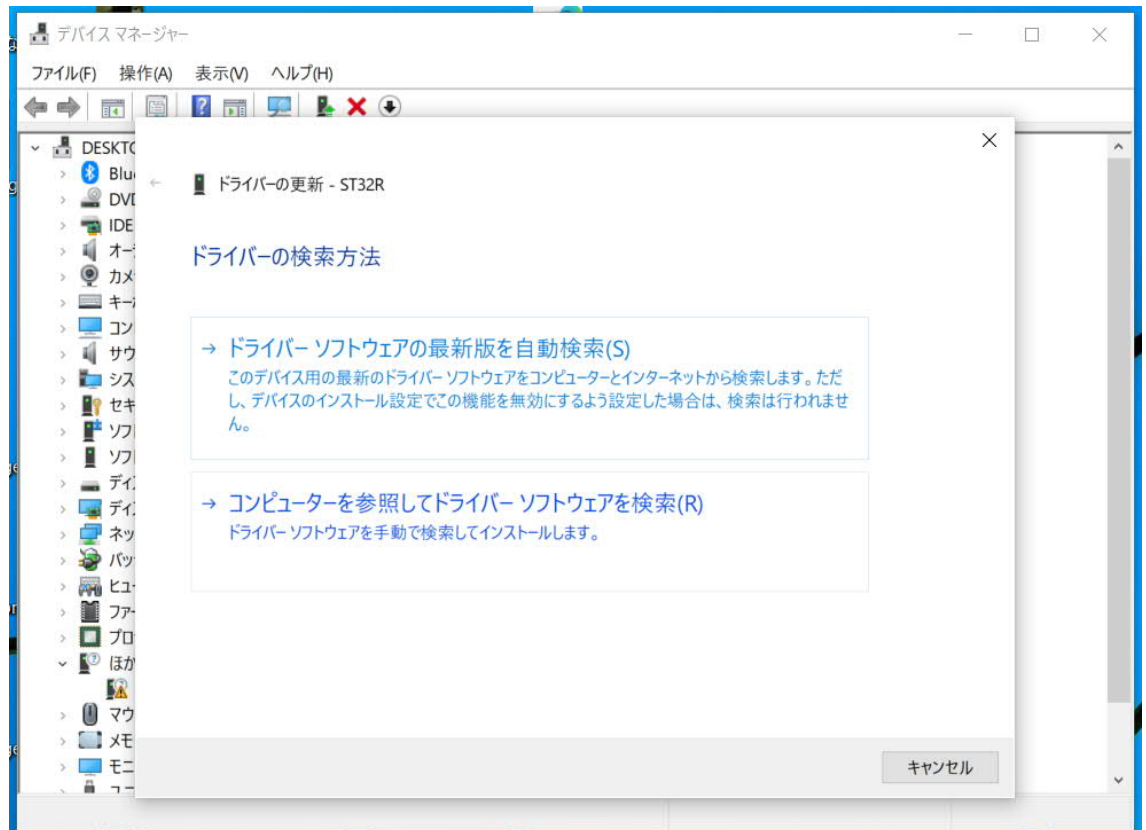 デバイス マネージャー
ファイル(F) 操作(A) 表示(V) ヘルプ(H)
DESKTO
Blu
DVD
IDE
オー
カメ
キーボ
コン
サウ
シス
セキ
ソフ
ソフ
ディ
ディ
ネッ
バッ
ヒュー
ファー
プロ
ほか
マウ
メモ
モニ
ユニ
ドライバーの更新 - ST32R
ドライバーの検索方法
→ ドライバー ソフトウェアの最新版を自動検索(S)
このデバイス用の最新のドライバー ソフトウェアをコンピューターとインターネットから検索します。ただ
し、デバイスのインストール設定でこの機能を無効にするよう設定した場合は、検索は行われませ
ん。
→ コンピューターを参照してドライバー ソフトウェアを検索(R)
ドライバー ソフトウェアを手動で検索してインストールします。
キャンセル